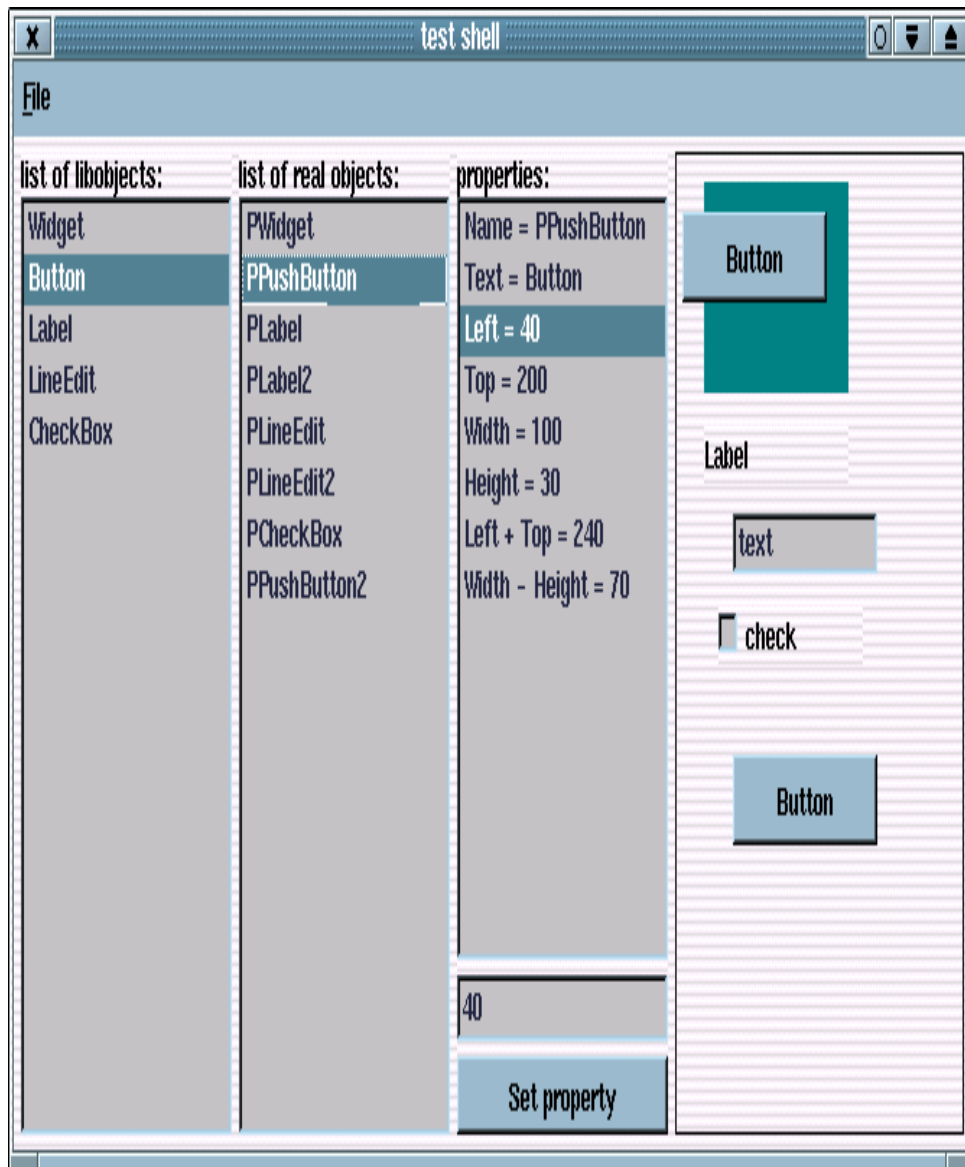 test shell
File
list of libobjects:
Widget
Button
Label
LineEdit
CheckBox
list of real objects:
PWidget
PPushButton
PLabel
PLabel2
PLineEdit
PLineEdit2
PCheckBox
PPushButton2
properties:
Name = PPushButton
Text = Button
Left = 40
Top = 200
Width = 100
Height = 30
Left + Top = 240
Width - Height = 70
40
Set property
Button
Label
text
check
Button